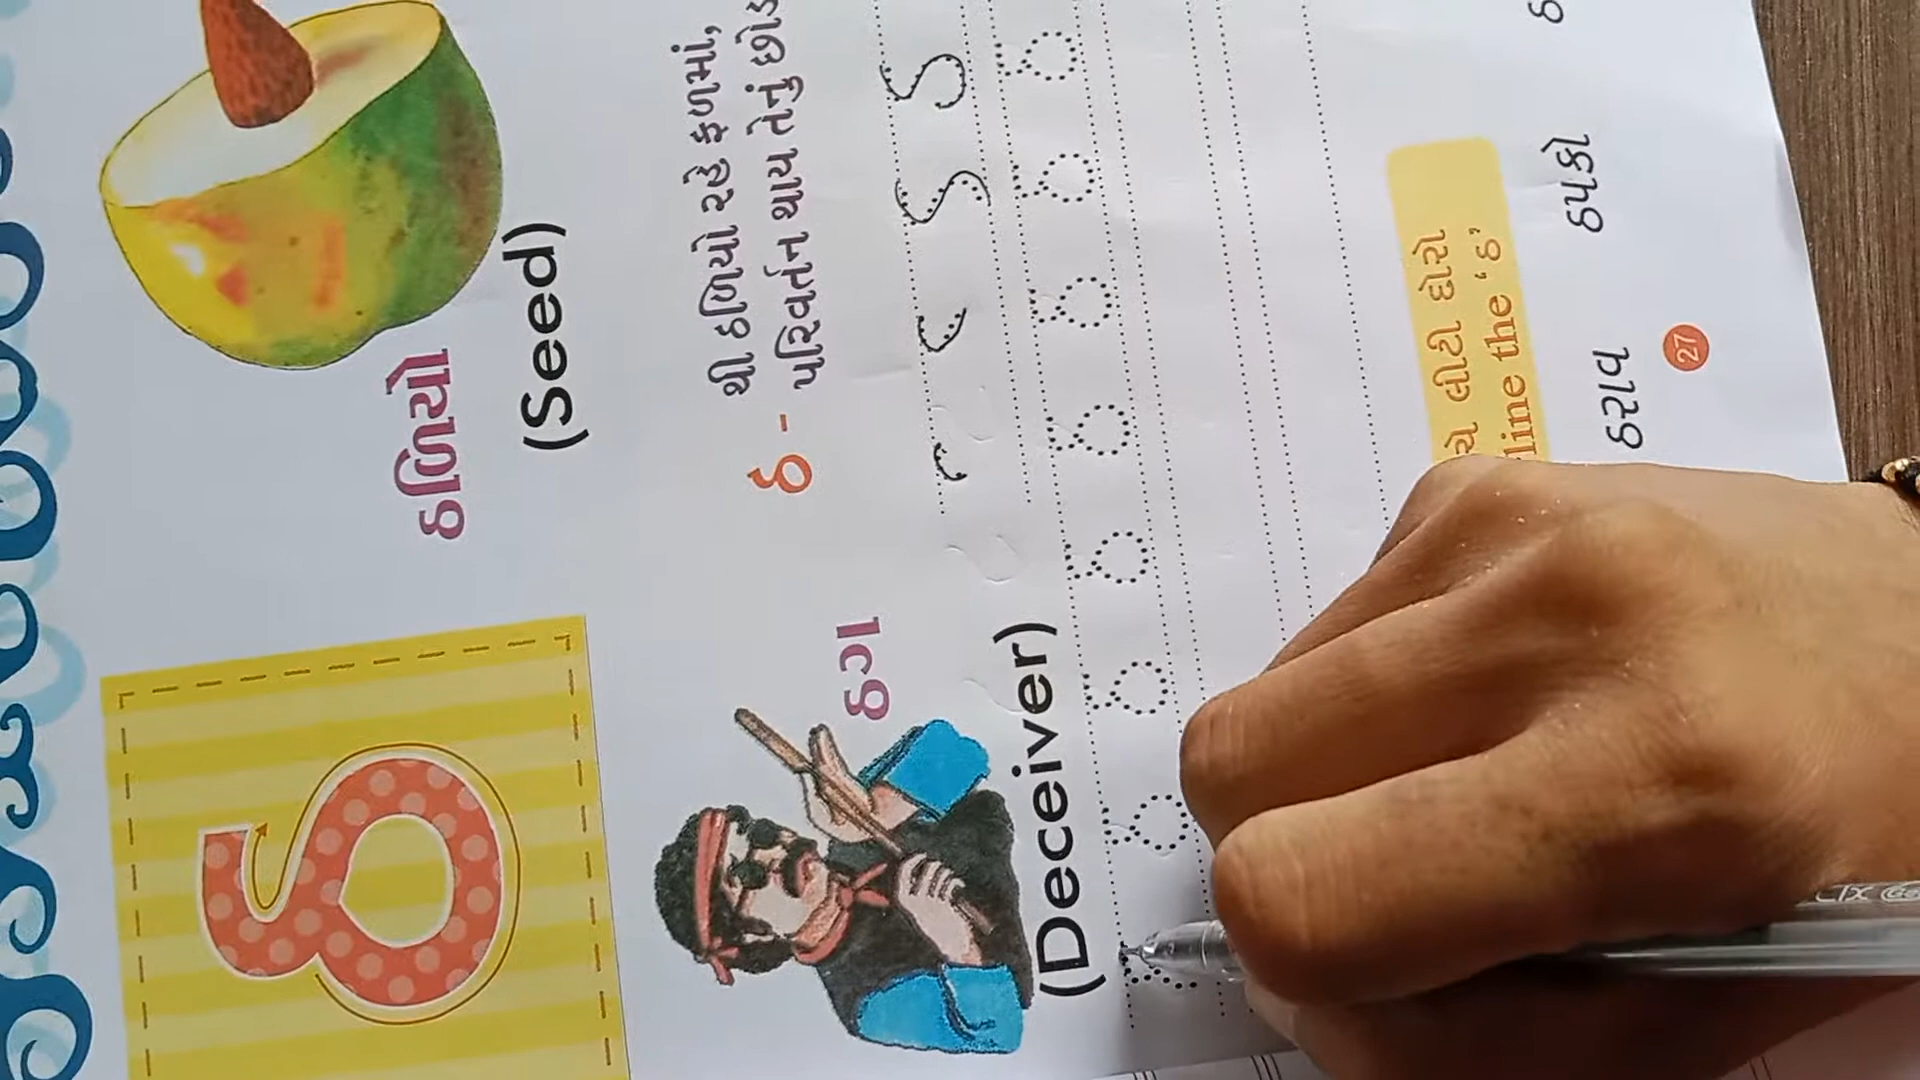 ઠ
ઠળિયો
(Seed)
ઠગ
(Deceiver)
ઠ - થી ઠળિયો રહે ફળમાં,
પરિવર્તન થાય તેનું છોડ
ઠ ઠ ઠ ઠ ઠ ઠ ઠ
ચે લીટી દોરો
line the ‘ઠ’
ઠરાવ ઠપકો
27